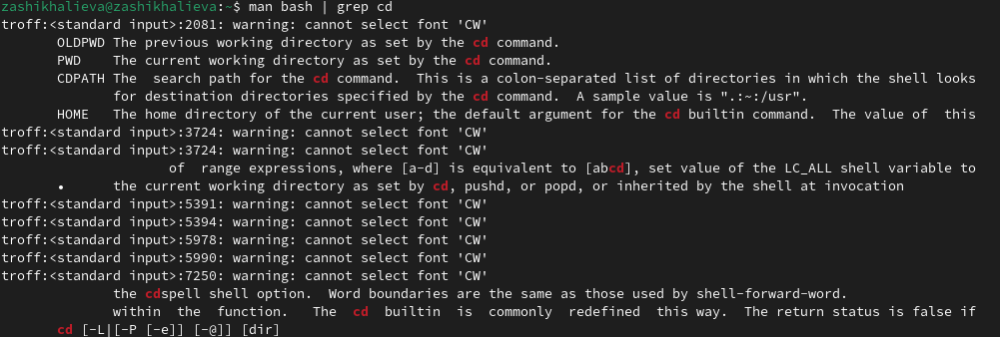 zashikhalieva@zashikhalieva:~$ man bash | grep cd
troff:<standard input>:2081: warning: cannot select font 'CW'
OLDPWD The previous working directory as set by the cd command.
PWD    The current working directory as set by the cd command.
CDPATH The  search path for the cd command.  This is a colon-separated list of directories in which the shell looks
for destination directories specified by the cd command.  A sample value is ".:~:/usr".
HOME   The home directory of the current user; the default argument for the cd builtin command.  The value of  this
troff:<standard input>:3724: warning: cannot select font 'CW'
troff:<standard input>:3724: warning: cannot select font 'CW'
of  range expressions, where [a-d] is equivalent to [abcd], set value of the LC_ALL shell variable to
•      the current working directory as set by cd, pushd, or popd, or inherited by the shell at invocation
troff:<standard input>:5391: warning: cannot select font 'CW'
troff:<standard input>:5394: warning: cannot select font 'CW'
troff:<standard input>:5978: warning: cannot select font 'CW'
troff:<standard input>:5990: warning: cannot select font 'CW'
troff:<standard input>:7250: warning: cannot select font 'CW'
the cdspell shell option.  Word boundaries are the same as those used by shell-forward-word.
within  the  function.   The  cd  builtin  is  commonly  redefined  this way.  The return status is false if
cd [-L|[-P [-e]] [-@]] [dir]